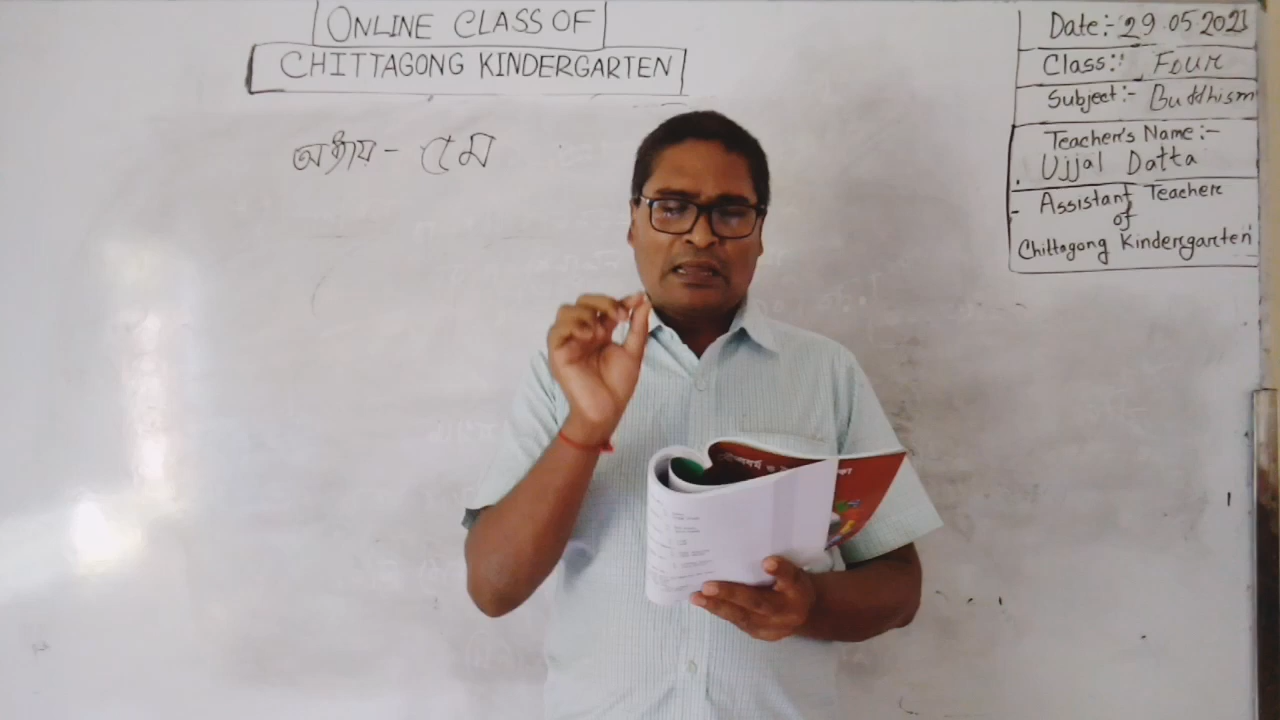 ONLINE CLASS OF
CHITTAGONG KINDERGARTEN
অধ্যায় - ৫ম
Date:- 29.05.2021
Class:- Four
Subject:- Buddhism
Teacher's Name:-
Ujjal Datta
Assistant Teacher
of
Chittagong Kindergarten